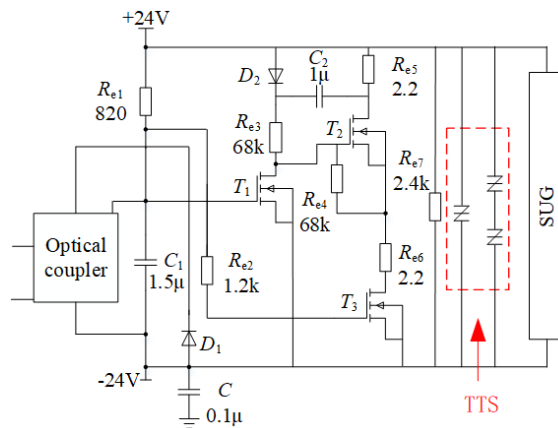 +24V
C₂
1μ
D₂
Rₑ₅
2.2
Rₑ₁
820
Rₑ₃
68k
T₂
Rₑ₇
2.4k
T₁
Rₑ₄
68k
SUG
Optical
coupler
C₁
1.5μ
Rₑ₂
1.2k
Rₑ₆
2.2
T₃
D₁
-24V
C
0.1μ
TTS